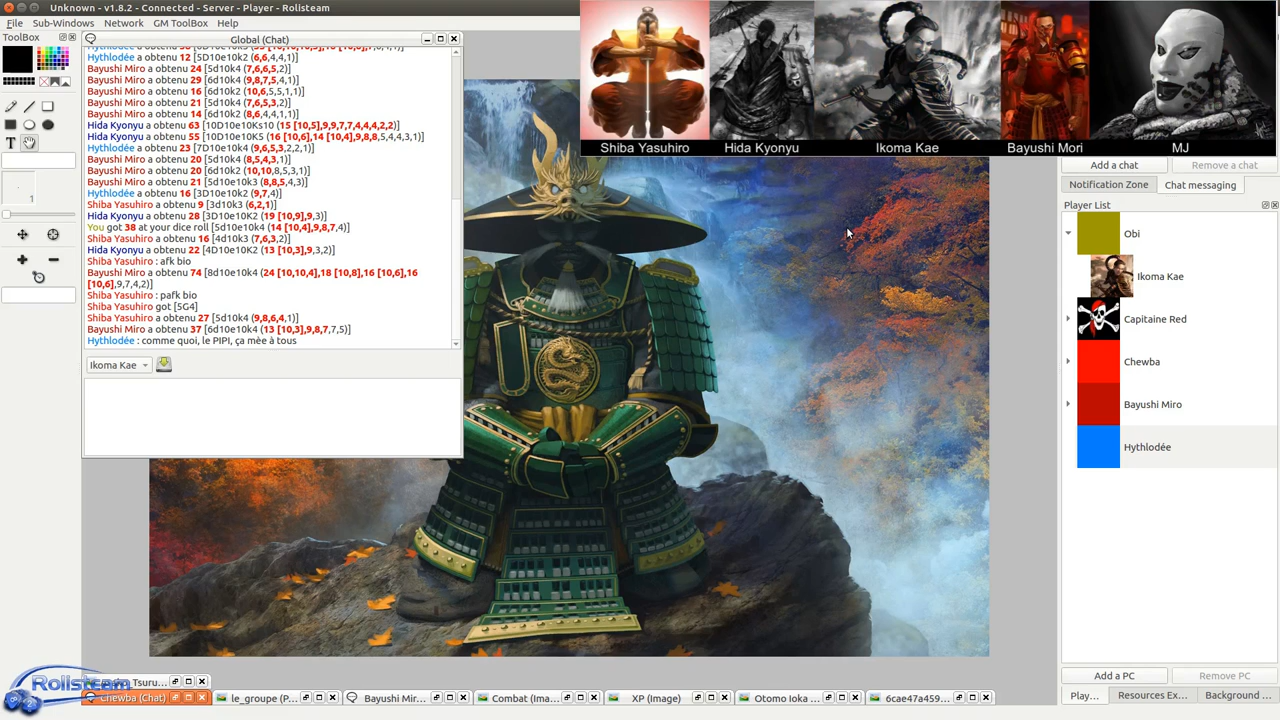 Unknown - v1.8.2 - Connected - Server - Player - Rolisteam
File Sub-Windows Network GM ToolBox Help
ToolBox
T
1
Global (Chat)
Hythlodée a obtenu 12 [5D10e10k2 (6,6,4,4,1)]
Bayushi Miro a obtenu 24 [5d10k4 (7,6,6,5,2)]
Bayushi Miro a obtenu 29 [5d10k4 (9,8,7,5,4,1)]
Bayushi Miro a obtenu 16 [6d10k2 (10,6,5,5,1,1)]
Bayushi Miro a obtenu 21 [5d10k4 (7,6,5,3,2)]
Bayushi Miro a obtenu 14 [6d10k2 (8,6,4,4,1,1)]
Hida Kyonyu a obtenu 63 [10D10e10Ks10 (15 [10,5],9,9,7,7,4,4,4,2,2)]
Hida Kyonyu a obtenu 55 [10D10e10K5 (16 [10,6],14 [10,4],9,8,8,5,4,4,3,1)]
Hythlodée a obtenu 23 [7D10e10k4 (9,6,5,3,2,2,1)]
Bayushi Miro a obtenu 20 [5d10k4 (8,5,4,3,1)]
Bayushi Miro a obtenu 20 [6d10k2 (10,10,8,5,1,1)]
Bayushi Miro a obtenu 21 [5d10e10k3 (8,8,5,4,3)]
Hythlodée a obtenu 16 [3D10e10k2 (9,7,4)]
Shiba Yasuhiro a obtenu 9 [3d10k3 (6,2,1)]
Hida Kyonyu a obtenu 28 [3D10e10K2 (19 [10,9],9,3)]
You got 38 at your dice roll [5d10e10k4 (14 [10,4],9,8,7,4)]
Shiba Yasuhiro a obtenu 16 [4d10k3 (7,6,3,2)]
Hida Kyonyu a obtenu 22 [4D10e10K2 (13 [10,3],9,3,2)]
Shiba Yasuhiro : afk bio
Bayushi Miro a obtenu 74 [8d10e10k4 (24 [10,10,4],18 [10,8],16 [10,6],16
[10,6],9,7,4,2)]
Shiba Yasuhiro : pafk bio
Shiba Yasuhiro got [5G4]
Shiba Yasuhiro a obtenu 27 [5d10k4 (9,8,6,4,1)]
Bayushi Miro a obtenu 37 [6d10e10k4 (13 [10,3],9,8,7,7,5)]
Hythlodée : comme quoi, le PIPI, ça mèe à tous
Ikoma Kae
Shiba Yasuhiro Hida Kyonyu Ikoma Kae Bayushi Mori MJ
Add a chat Remove a chat
Notification Zone Chat messaging
Player List
Obi
Ikoma Kae
Capitaine Red
Chewba
Bayushi Miro
Hythlodée
Add a PC Remove PC
Play... Resources Ex... Background ...
Tsuru...
Rolisteam
Chewba (Chat) le_groupe (P... Bayushi Mir... Combat (Ima... XP (Image) Otomo Ioka ... 6cae47a459...